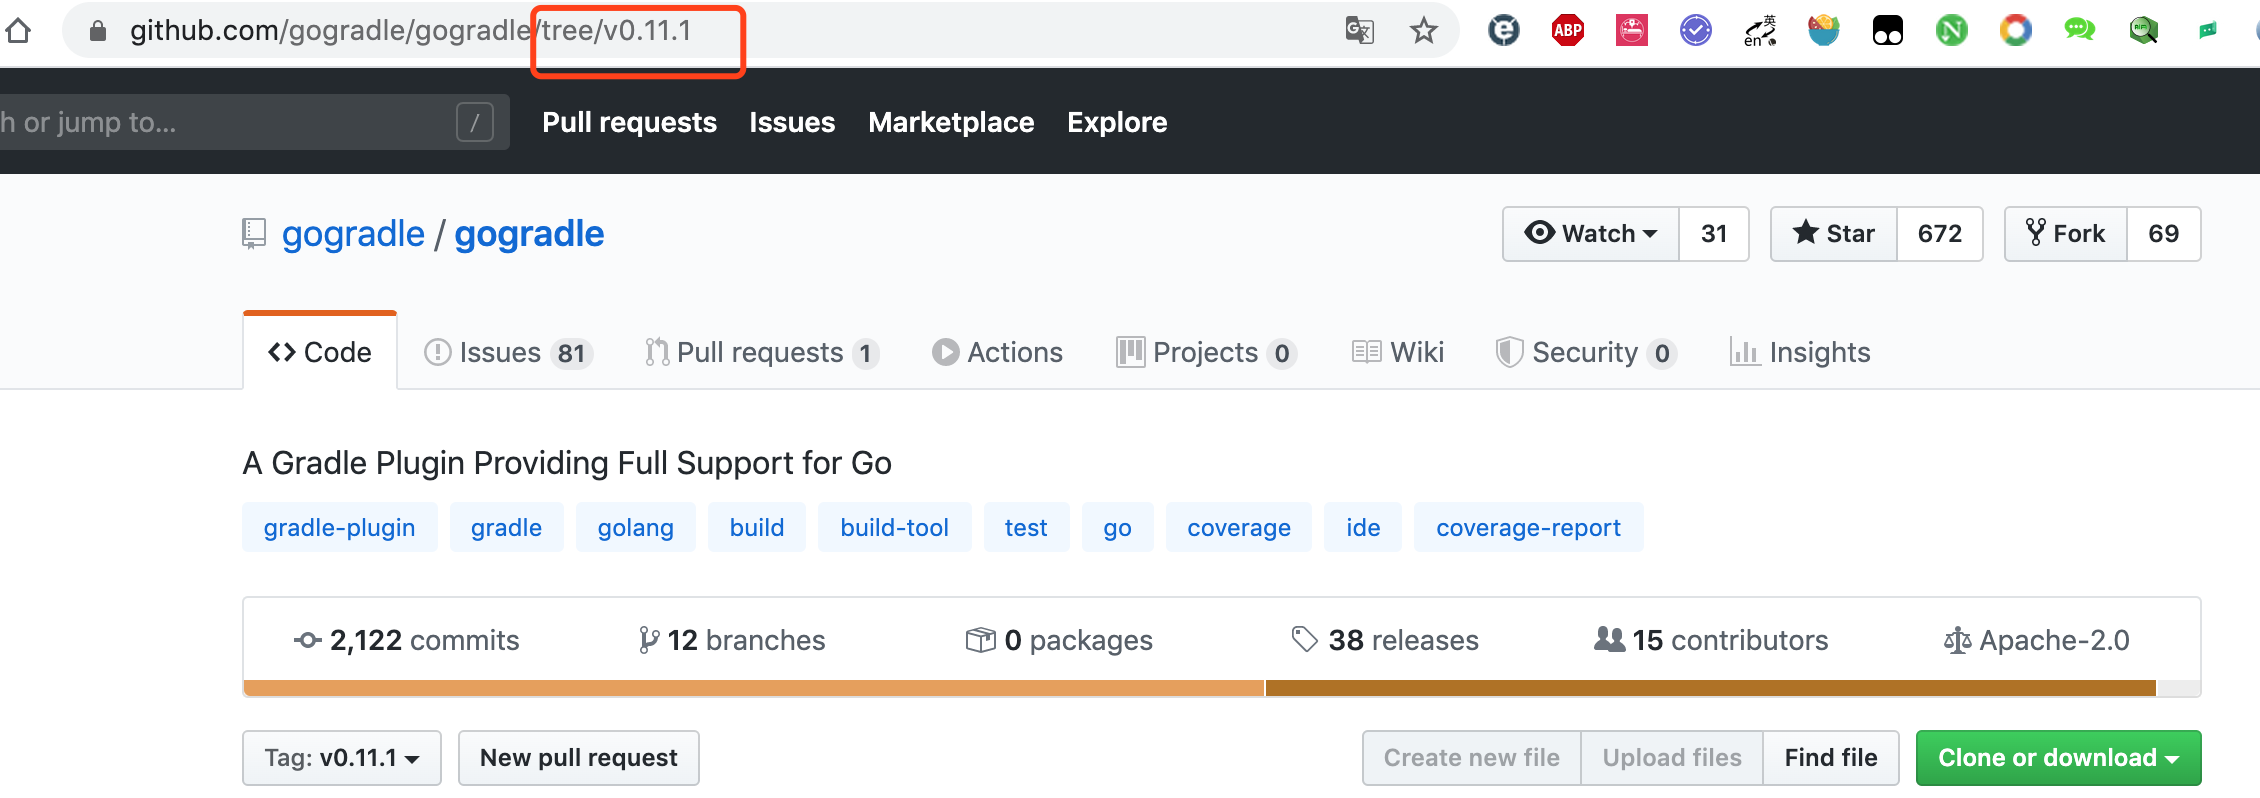 github.com/gogradle/gogradle/tree/v0.11.1
ABP
英
en
h or jump to...
/
Pull requests
Issues
Marketplace
Explore
gogradle / gogradle
Watch
31
Star
672
Fork
69
Code
Issues 81
Pull requests 1
Actions
Projects 0
Wiki
Security 0
Insights
A Gradle Plugin Providing Full Support for Go
gradle-plugin
gradle
golang
build
build-tool
test
go
coverage
ide
coverage-report
2,122 commits
12 branches
0 packages
38 releases
15 contributors
Apache-2.0
Tag: v0.11.1
New pull request
Create new file
Upload files
Find file
Clone or download